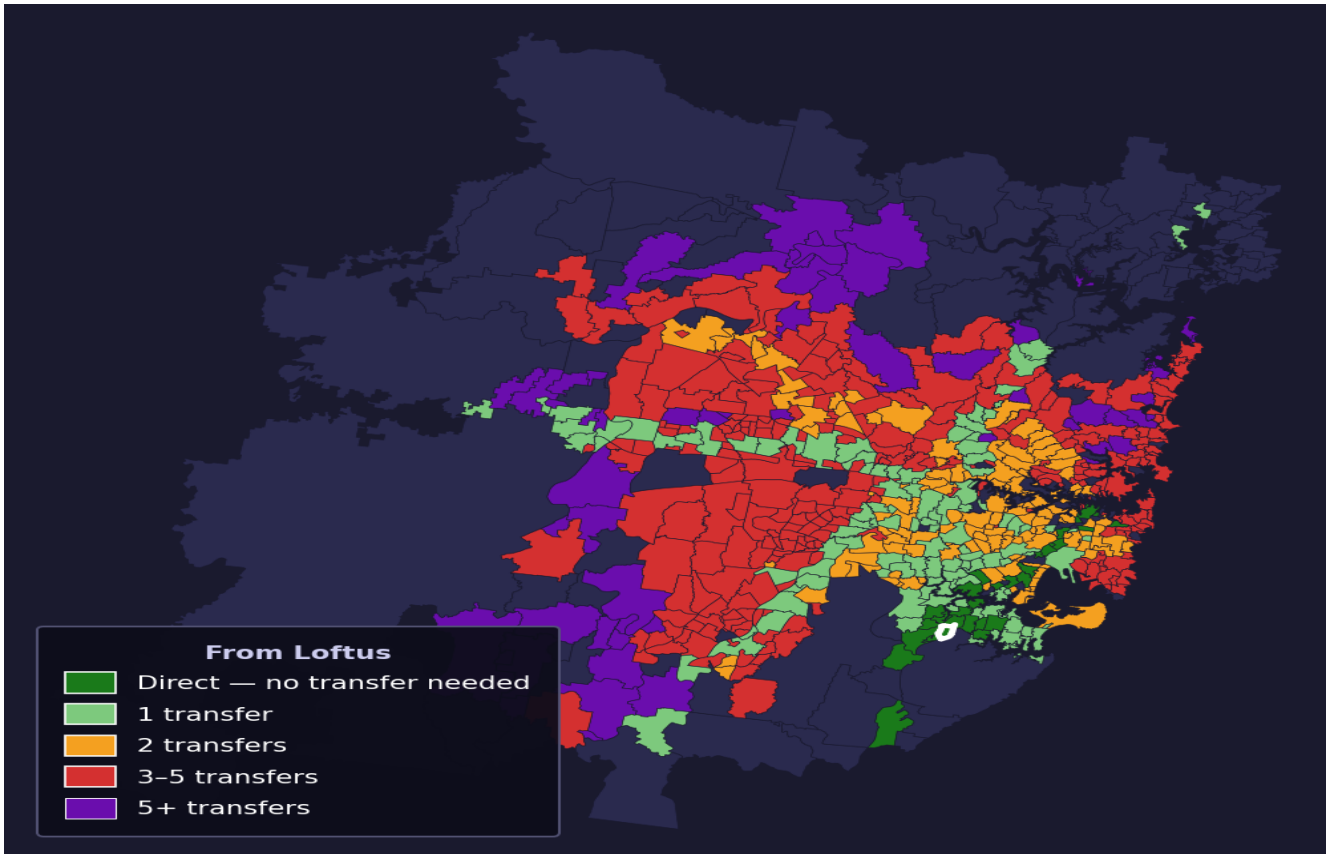 From Loftus
Direct — no transfer needed
1 transfer
2 transfers
3–5 transfers
5+ transfers